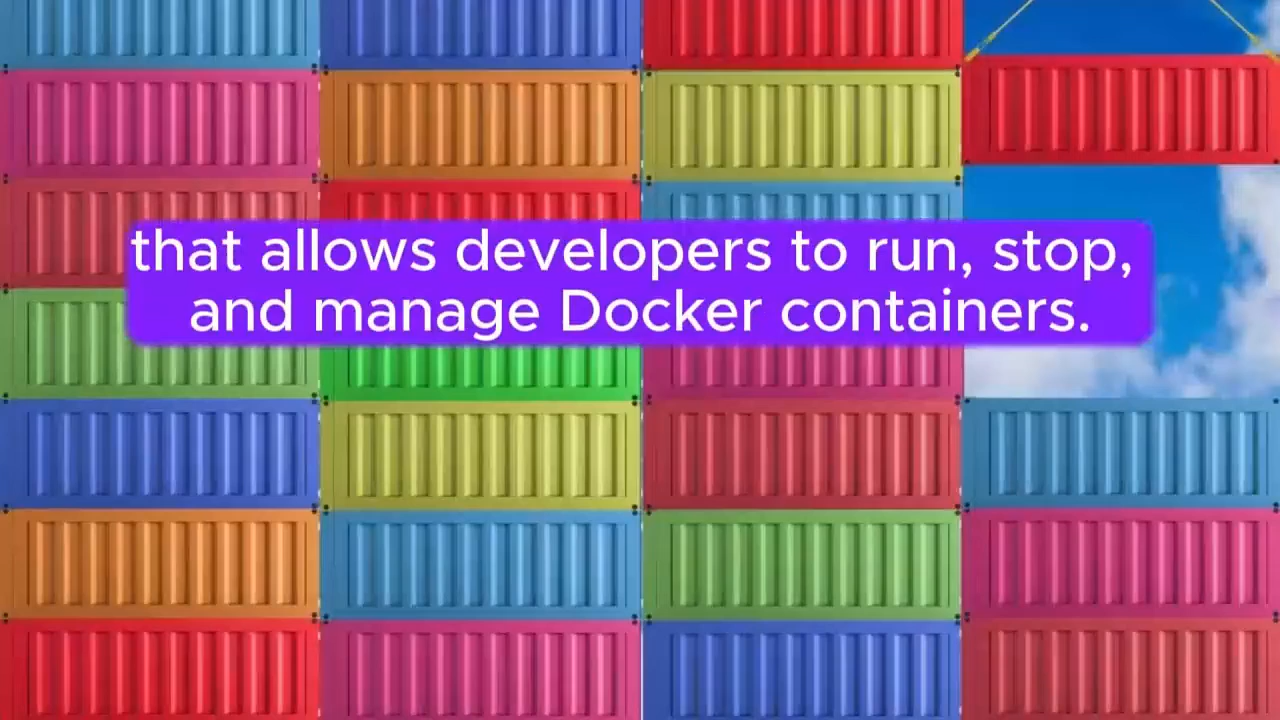 that allows developers to run, stop,
and manage Docker containers.